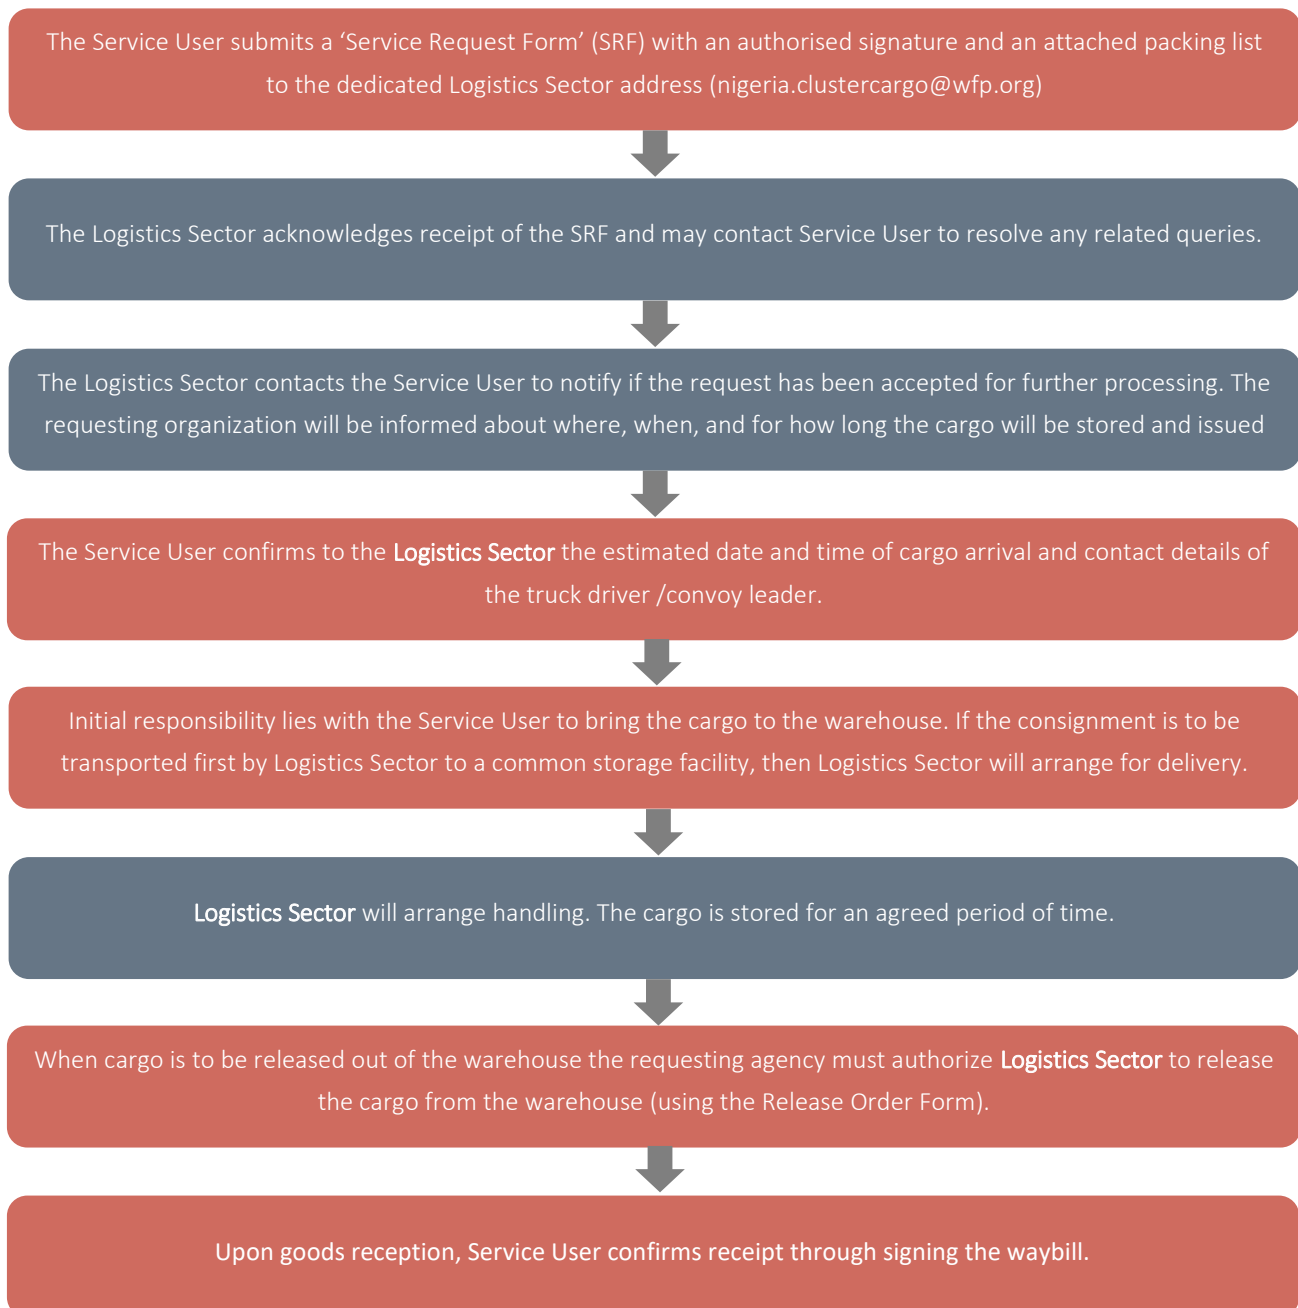 The Service User submits a ‘Service Request Form’ (SRF) with an authorised signature and an attached packing list
to the dedicated Logistics Sector address (nigeria.clustercargo@wfp.org)
The Logistics Sector acknowledges receipt of the SRF and may contact Service User to resolve any related queries.
The Logistics Sector contacts the Service User to notify if the request has been accepted for further processing. The
requesting organization will be informed about where, when, and for how long the cargo will be stored and issued
The Service User confirms to the Logistics Sector the estimated date and time of cargo arrival and contact details of
the truck driver /convoy leader.
Initial responsibility lies with the Service User to bring the cargo to the warehouse. If the consignment is to be
transported first by Logistics Sector to a common storage facility, then Logistics Sector will arrange for delivery.
Logistics Sector will arrange handling. The cargo is stored for an agreed period of time.
When cargo is to be released out of the warehouse the requesting agency must authorize Logistics Sector to release
the cargo from the warehouse (using the Release Order Form).
Upon goods reception, Service User confirms receipt through signing the waybill.